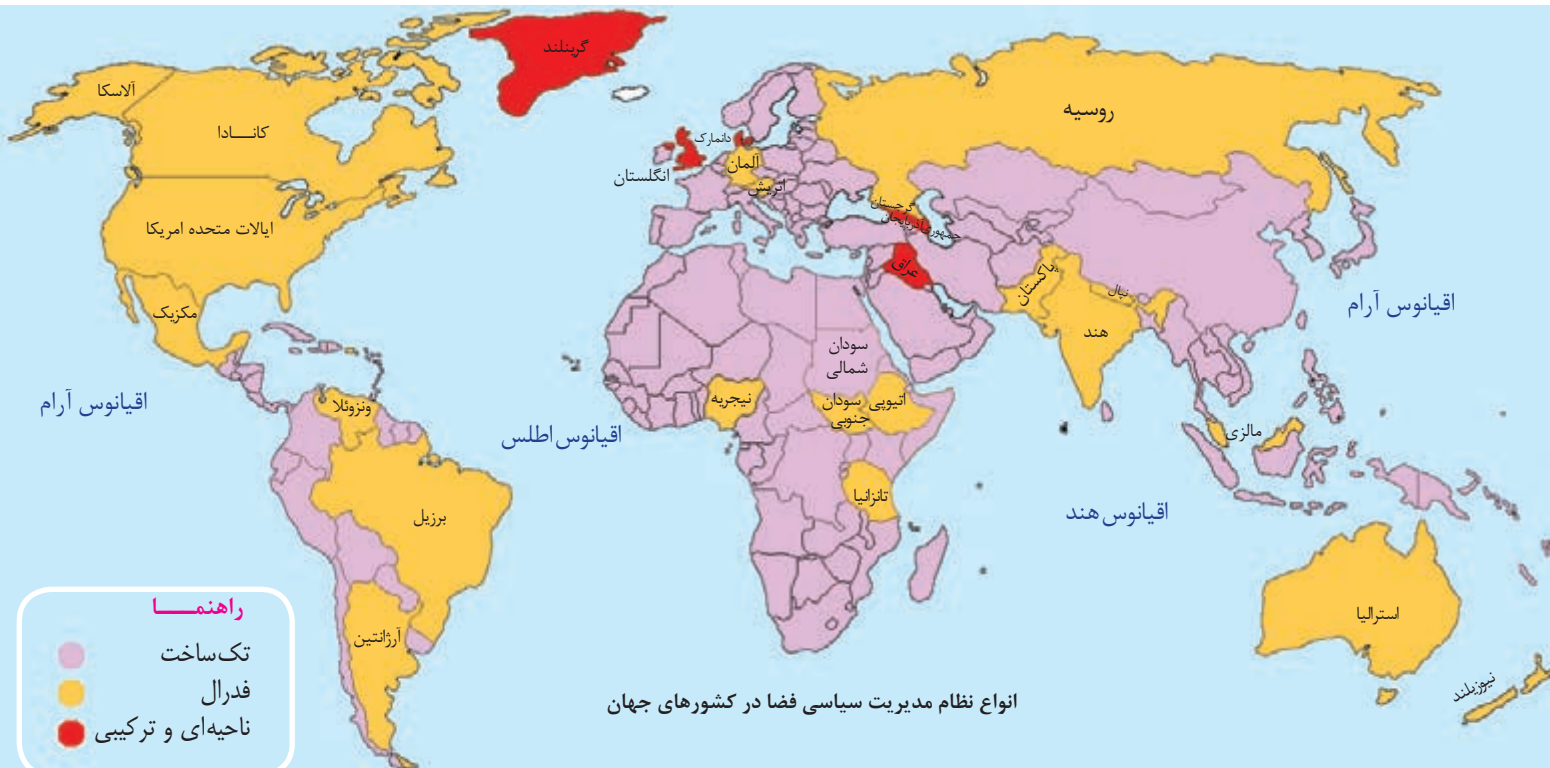 گرینلند
آلاسکا
کانــادا
ایالات متحده امریکا
مکزیک
ونزوئلا
برزیل
آرژانتین
اقیانوس آرام
اقیانوس اطلس
روسیه
دانمارک
انگلستان
آلمان
اتریش
گرجستان
جمهوری آذربایجان
عراق
پاکستان
نپال
هند
سودان
شمالی
نیجریه
سودان
جنوبی
اتیوپی
تانزانیا
مالزی
اقیانوس آرام
اقیانوس هند
استرالیا
نیوزیلند
انواع نظام مدیریت سیاسی فضا در کشورهای جهان
راهنمـــا
تک‌ساخت
فدرال
ناحیه‌ای و ترکیبی